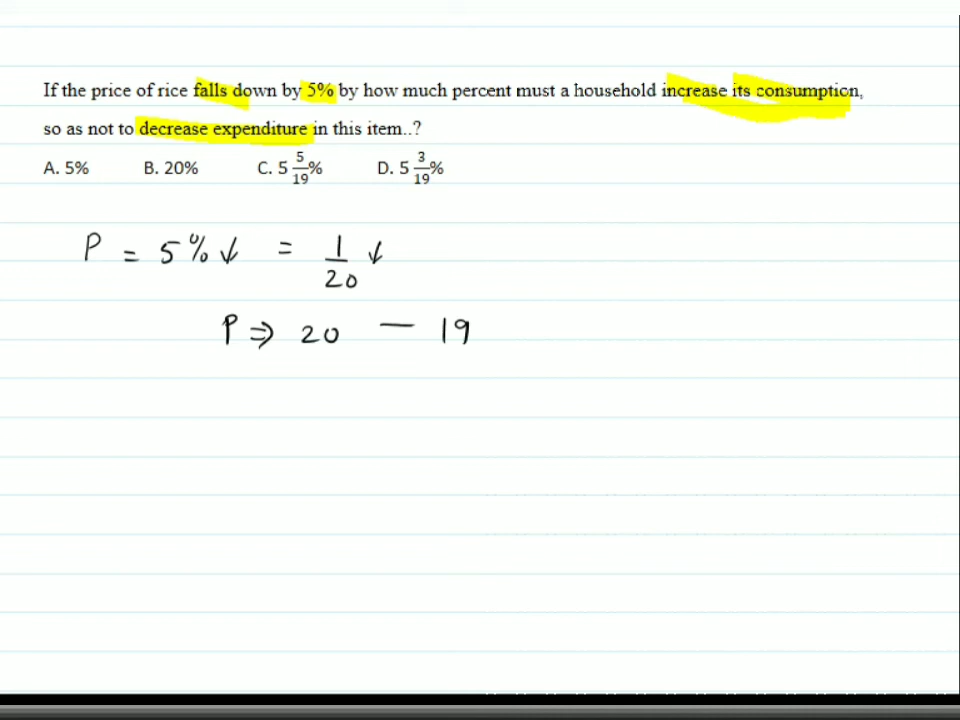 If the price of rice falls down by 5% by how much percent must a household increase its consumption,
so as not to decrease expenditure in this item..?
A. 5% B. 20% C. 5 5/19% D. 5 3/19%
P = 5% ↓ = 1/20 ↓
P ⇒ 20 — 19